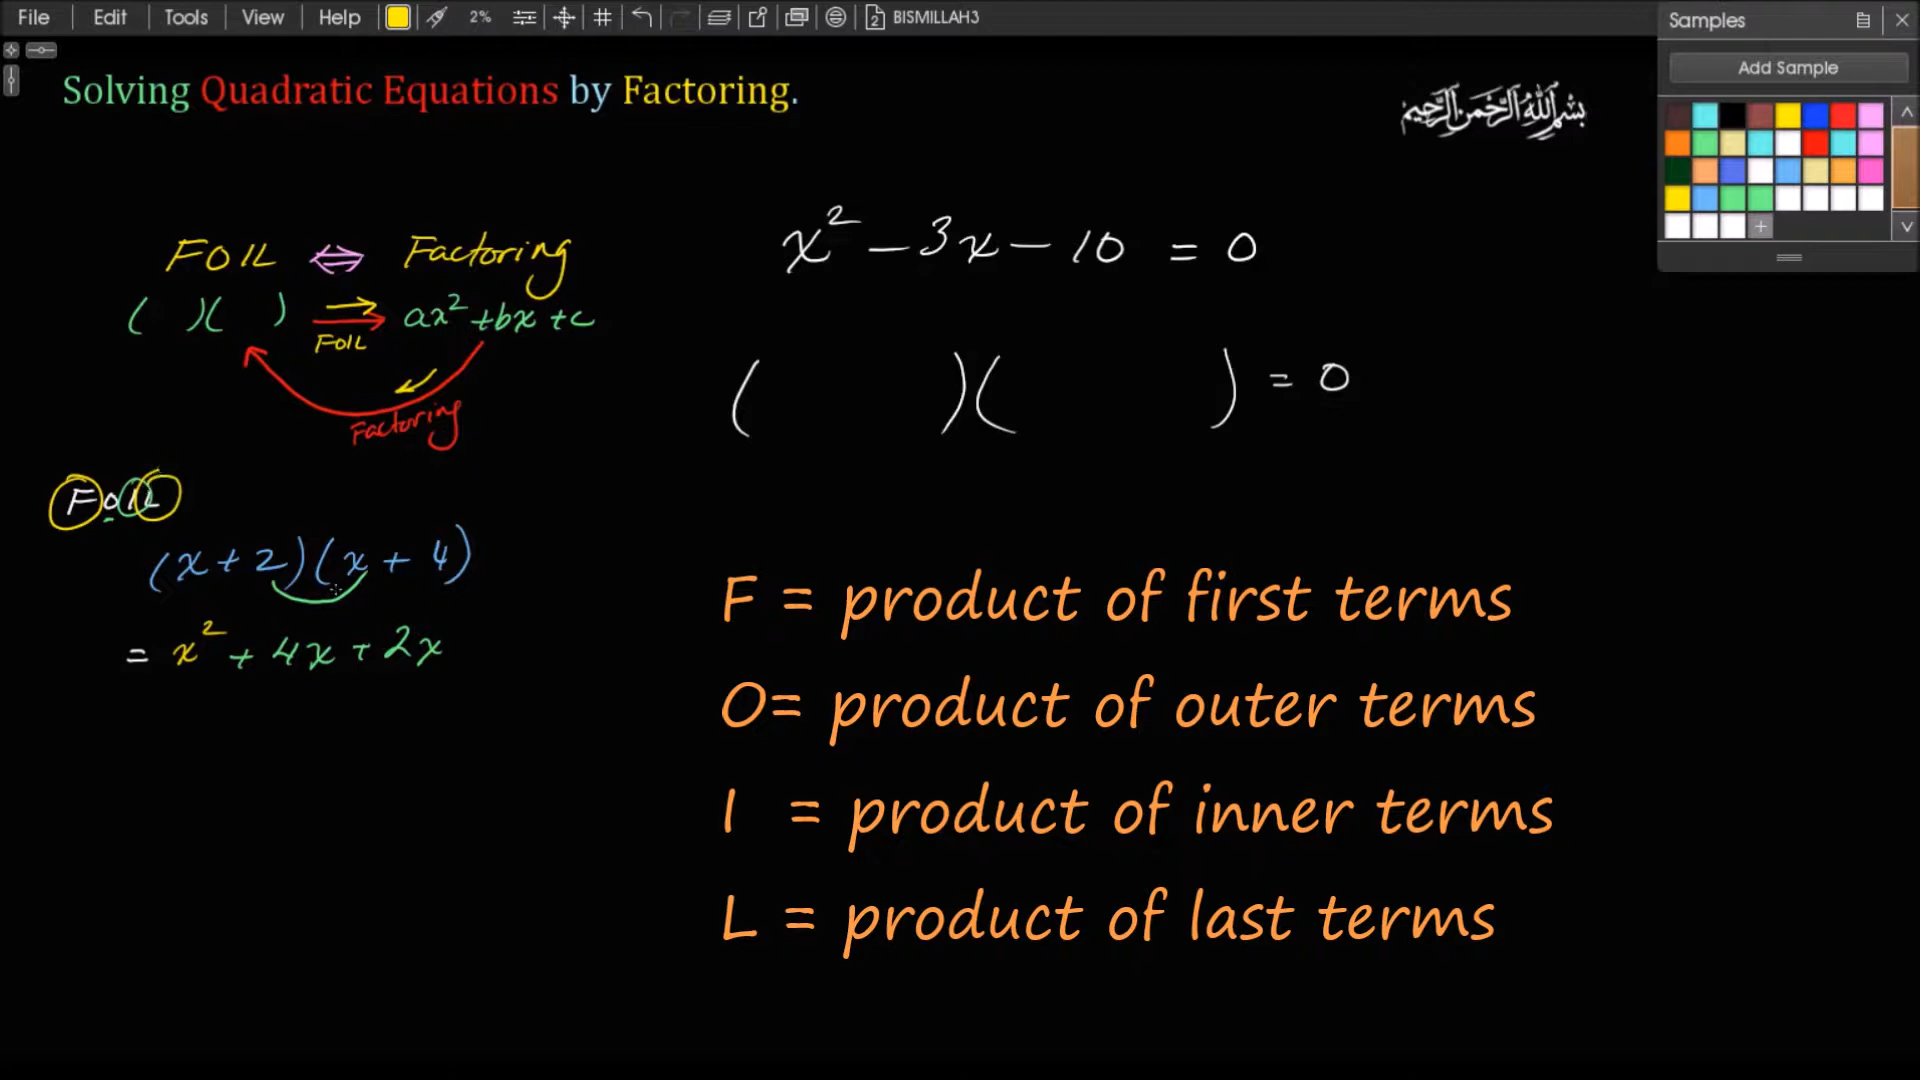 File Edit Tools View Help 2% BISMILLAH3
Samples
Add Sample
Solving Quadratic Equations by Factoring.
بسم الله الرحمن الرحيم
FOIL ⇔ Factoring
( )( ) ax² + bx + c
FOIL
Factoring
x² - 3x - 10 = 0
( )( ) = 0
FOIL
(x + 2)(x + 4)
= x² + 4x + 2x
F = product of first terms
O= product of outer terms
I = product of inner terms
L = product of last terms